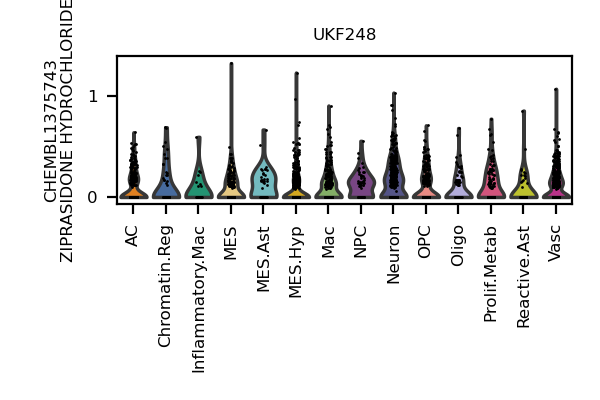 UKF248
CHEMBL1375743
ZIPRASIDONE HYDROCHLORIDE
1
0
AC
Chromatin.Reg
Inflammatory.Mac
MES
MES.Ast
MES.Hyp
Mac
NPC
Neuron
OPC
Oligo
Prolif.Metab
Reactive.Ast
Vasc